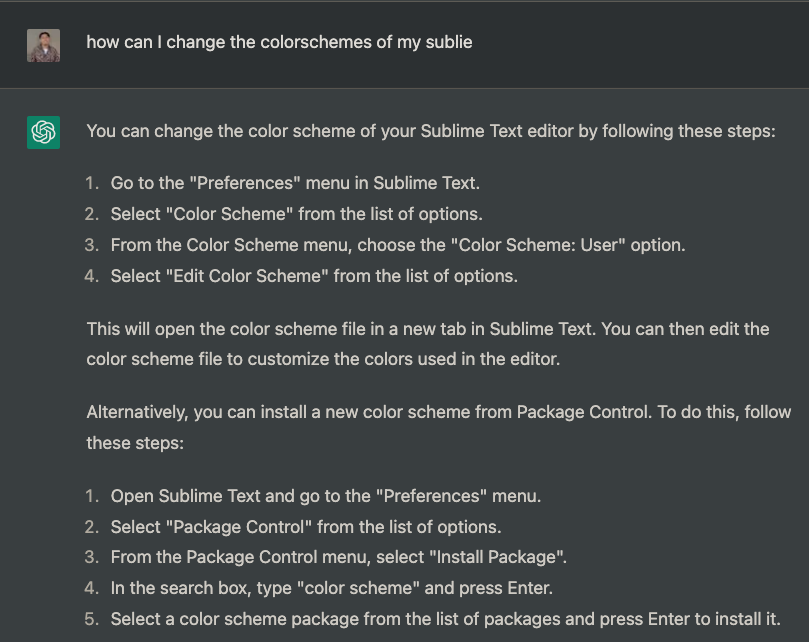 how can I change the colorschemes of my sublie
You can change the color scheme of your Sublime Text editor by following these steps:
1. Go to the "Preferences" menu in Sublime Text.
2. Select "Color Scheme" from the list of options.
3. From the Color Scheme menu, choose the "Color Scheme: User" option.
4. Select "Edit Color Scheme" from the list of options.
This will open the color scheme file in a new tab in Sublime Text. You can then edit the
color scheme file to customize the colors used in the editor.
Alternatively, you can install a new color scheme from Package Control. To do this, follow
these steps:
1. Open Sublime Text and go to the "Preferences" menu.
2. Select "Package Control" from the list of options.
3. From the Package Control menu, select "Install Package".
4. In the search box, type "color scheme" and press Enter.
5. Select a color scheme package from the list of packages and press Enter to install it.